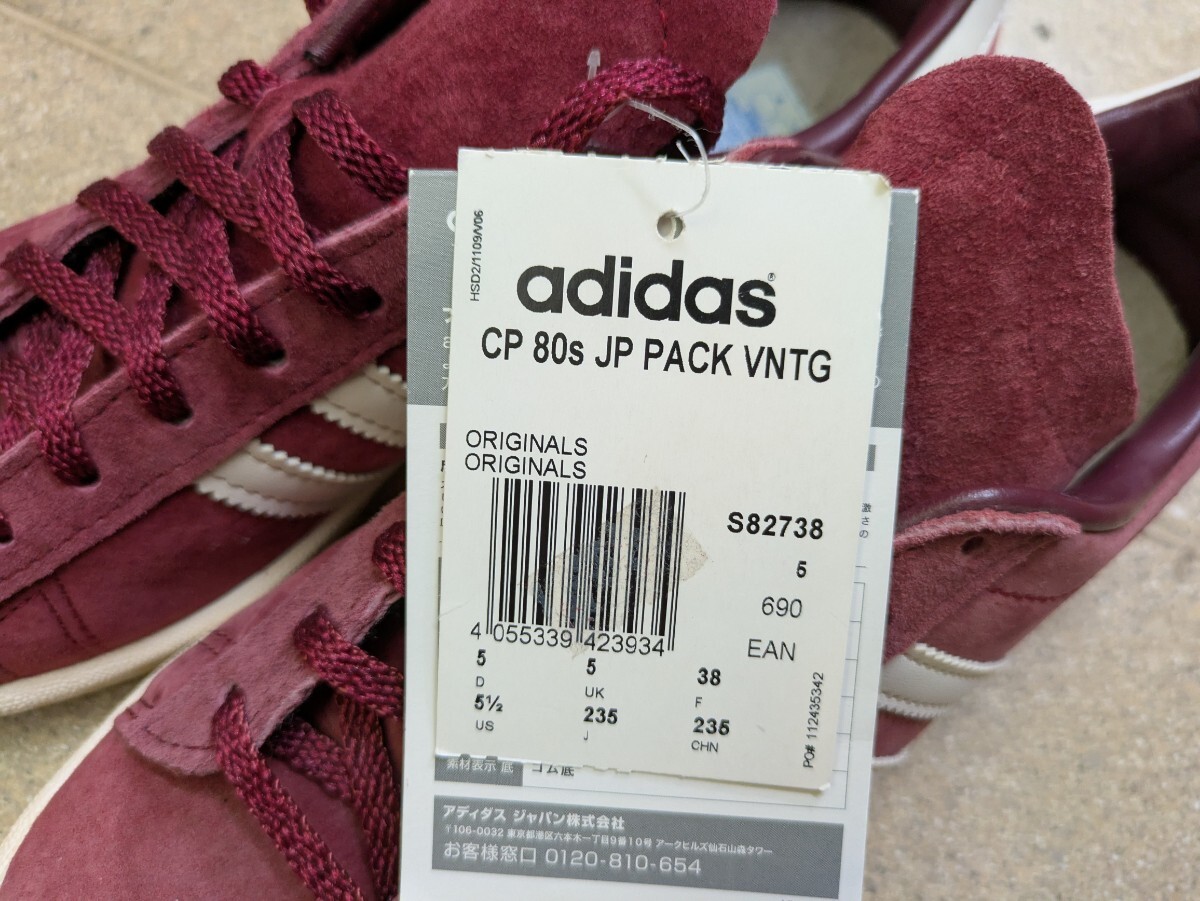 HSD2/1109/V06
adidas®
CP 80s JP PACK VNTG
ORIGINALS
ORIGINALS
S82738
5
690
EAN
4 055339 423934
5
D
5
UK
38
F
5½
US
235
J
235
CHN
PO# 112435342
激
さ
の
素材表示 底 ゴム底
アディダス ジャパン株式会社
〒106-0032 東京都港区六本木一丁目9番10号 アークヒルズ仙石山森タワー
お客様窓口 0120-810-654